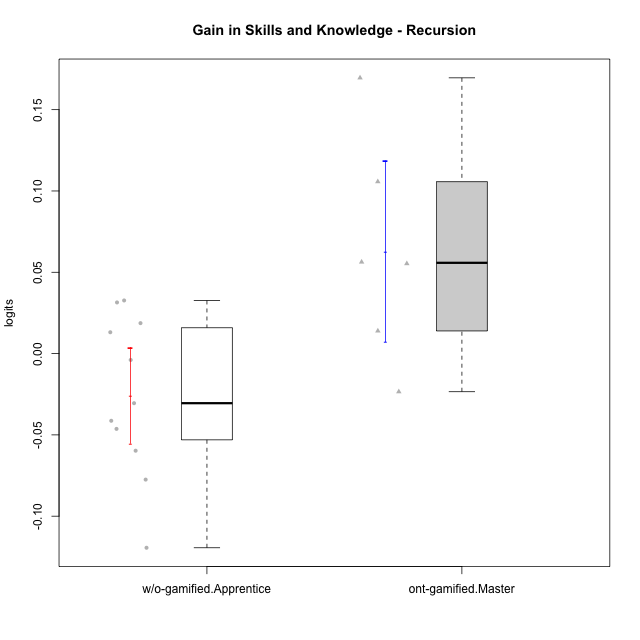 Gain in Skills and Knowledge - Recursion
logits
0.15
0.10
0.05
0.00
-0.05
-0.10
w/o-gamified.Apprentice
ont-gamified.Master